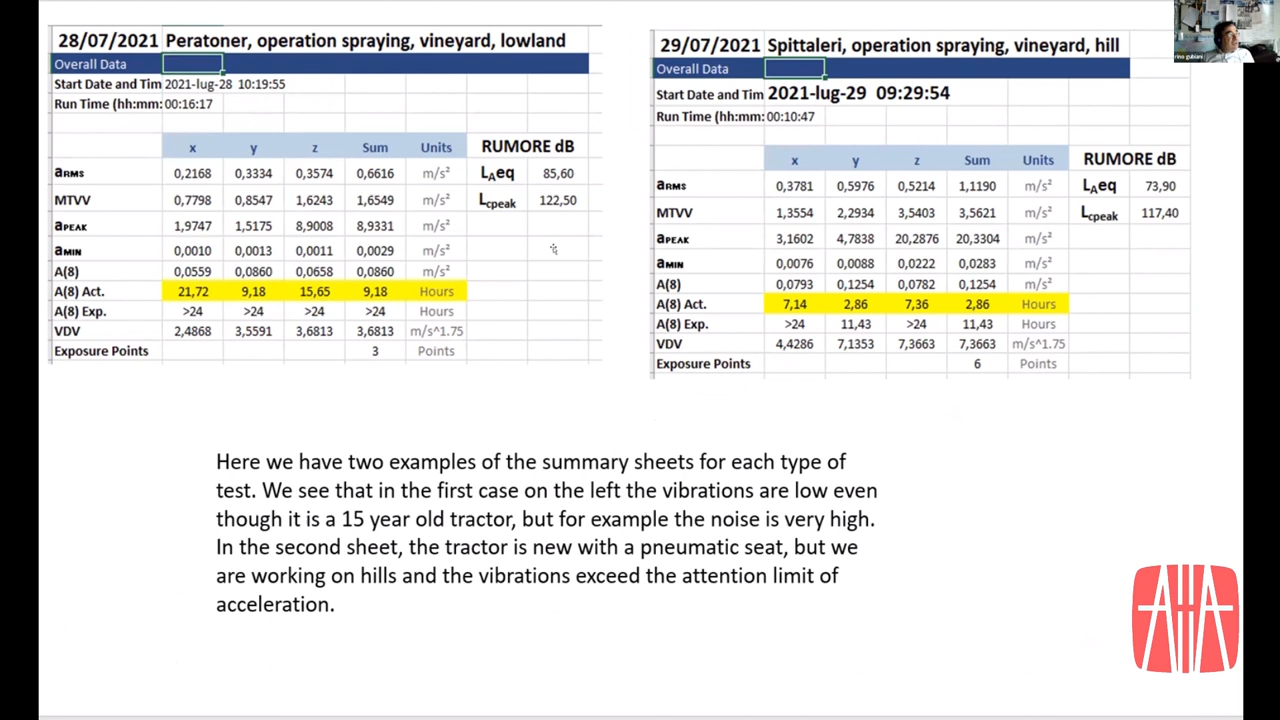 28/07/2021 Peratoner, operation spraying, vineyard, lowland
Overall Data
Start Date and Tim 2021-lug-28 10:19:55
Run Time (hh:mm: 00:16:17
x y z Sum Units RUMORE dB
aRMS 0,2168 0,3334 0,3574 0,6616 m/s² LAeq 85,60
MTVV 0,7798 0,8547 1,6243 1,6549 m/s² Lcpeak 122,50
aPEAK 1,9747 1,5175 8,9008 8,9331 m/s²
aMIN 0,0010 0,0013 0,0011 0,0029 m/s²
A(8) 0,0559 0,0860 0,0658 0,0860 m/s²
A(8) Act. 21,72 9,18 15,65 9,18 Hours
A(8) Exp. >24 >24 >24 >24 Hours
VDV 2,4868 3,5591 3,6813 3,6813 m/s^1.75
Exposure Points 3 Points
29/07/2021 Spittaleri, operation spraying, vineyard, hill
Overall Data
Start Date and Tim 2021-lug-29 09:29:54
Run Time (hh:mm: 00:10:47
x y z Sum Units RUMORE dB
aRMS 0,3781 0,5976 0,5214 1,1190 m/s² LAeq 73,90
MTVV 1,3554 2,2934 3,5403 3,5621 m/s² Lcpeak 117,40
aPEAK 3,1602 4,7838 20,2876 20,3304 m/s²
aMIN 0,0076 0,0088 0,0222 0,0283 m/s²
A(8) 0,0793 0,1254 0,0782 0,1254 m/s²
A(8) Act. 7,14 2,86 7,36 2,86 Hours
A(8) Exp. >24 11,43 >24 11,43 Hours
VDV 4,4286 7,1353 7,3663 7,3663 m/s^1.75
Exposure Points 6 Points
Here we have two examples of the summary sheets for each type of
test. We see that in the first case on the left the vibrations are low even
though it is a 15 year old tractor, but for example the noise is very high.
In the second sheet, the tractor is new with a pneumatic seat, but we
are working on hills and the vibrations exceed the attention limit of
acceleration.